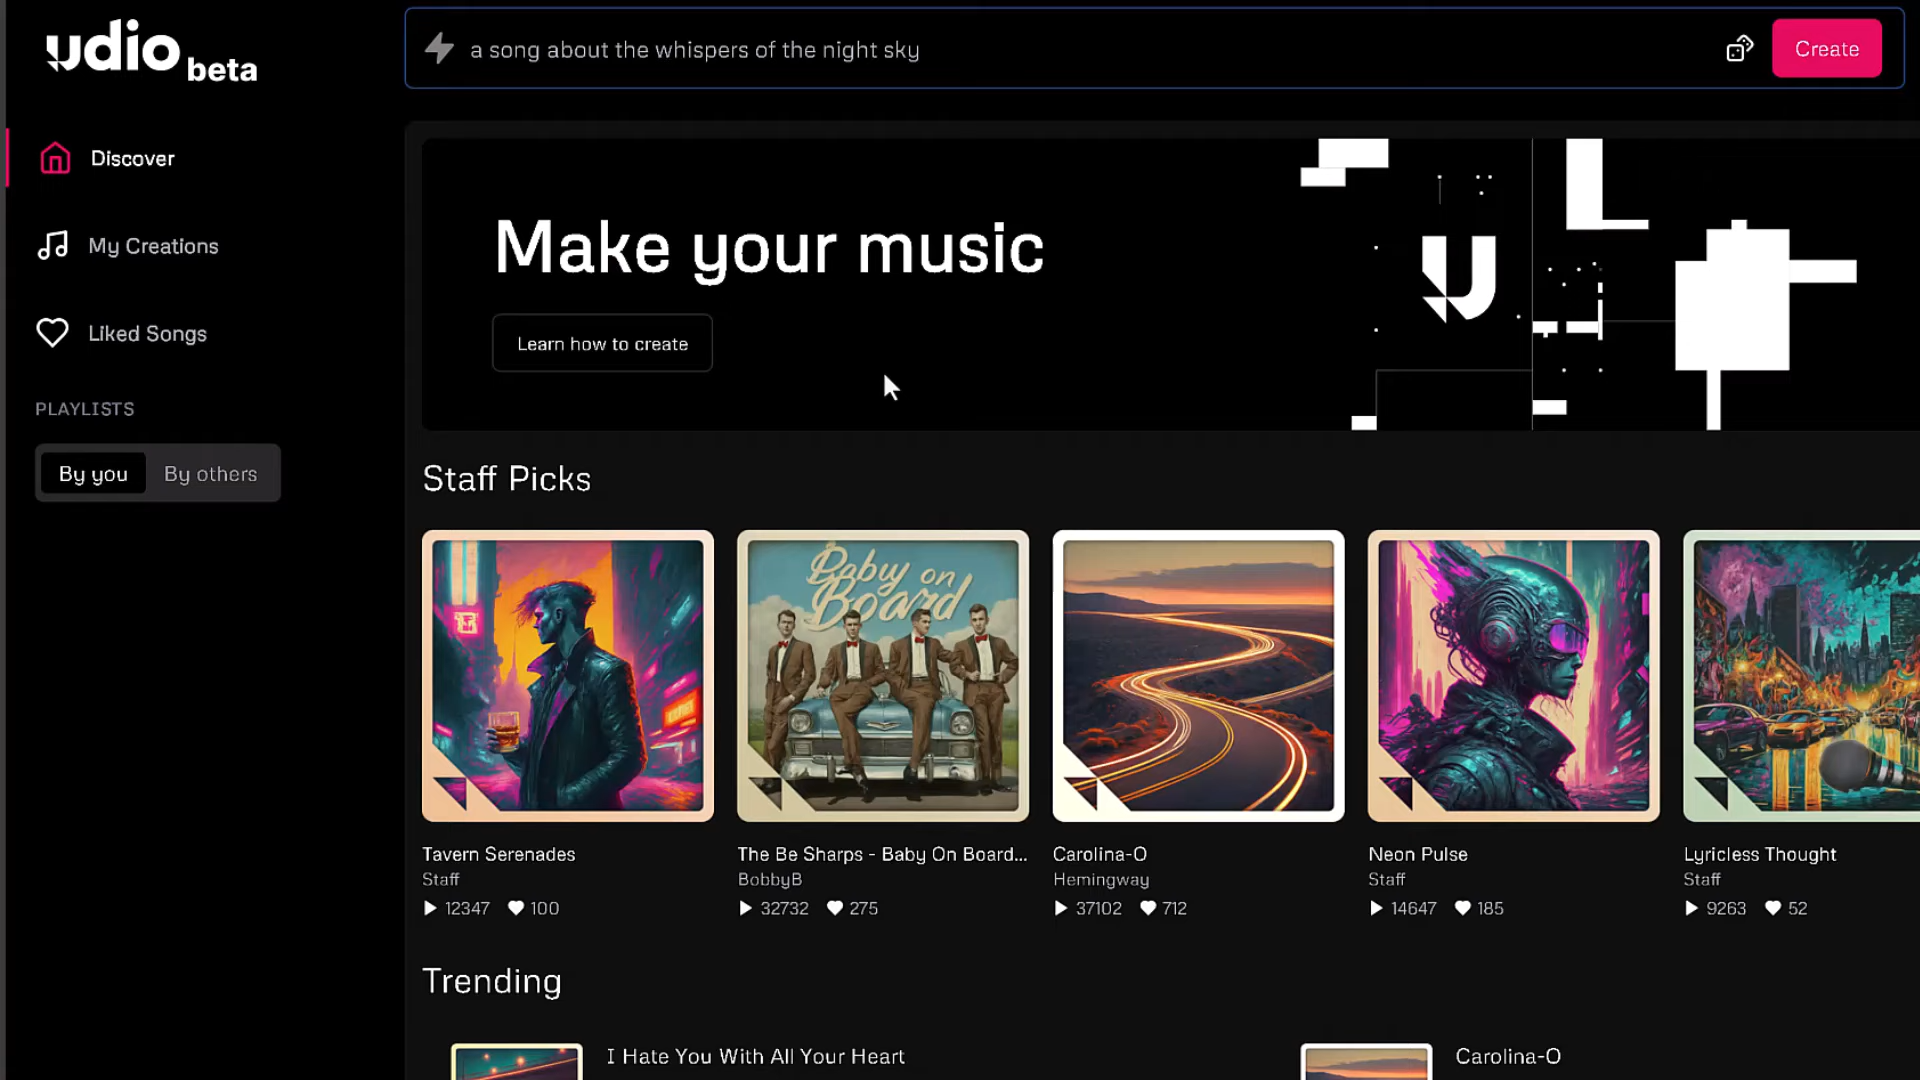 udio beta
a song about the whispers of the night sky
Create
Discover
My Creations
Liked Songs
PLAYLISTS
By you
By others
Make your music
Learn how to create
Staff Picks
Baby on
Board
Tavern Serenades
Staff
12347 100
The Be Sharps - Baby On Board...
BobbyB
32732 275
Carolina-O
Hemingway
37102 712
Neon Pulse
Staff
14647 185
Lyricless Thought
Staff
9263 52
Trending
I Hate You With All Your Heart
Carolina-O